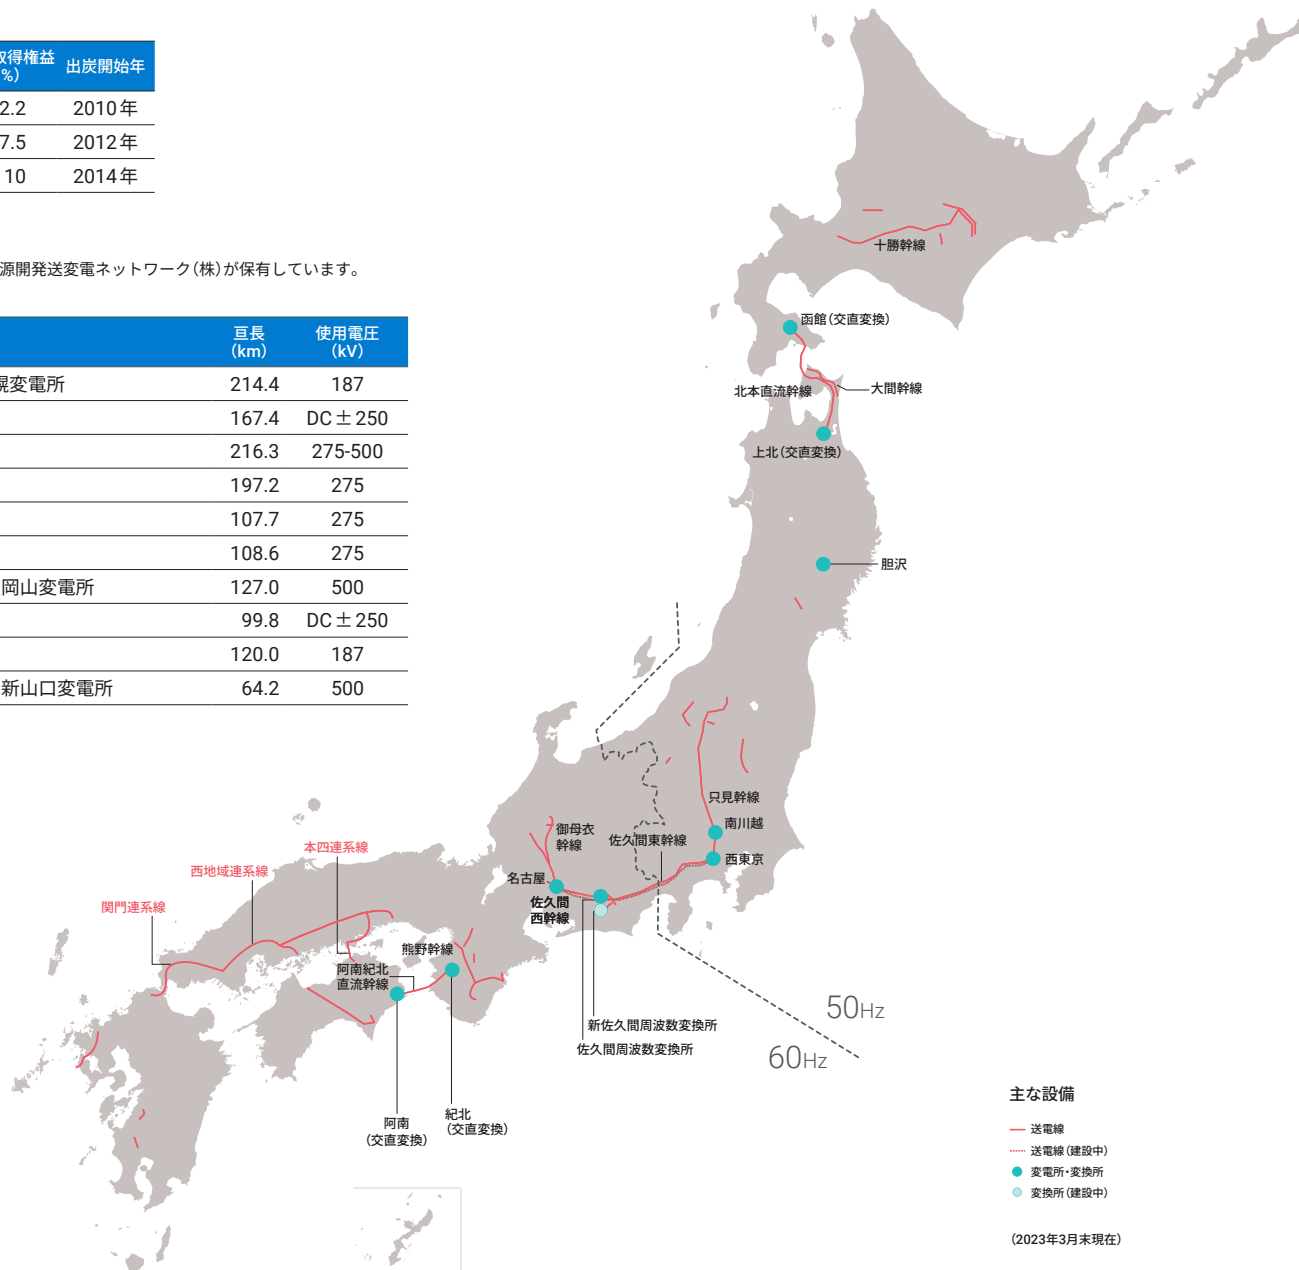 取得権益 出炭開始年
%)
2.2 2010年
7.5 2012年
10 2014年
源開発送変電ネットワーク(株)が保有しています。
亘長
(km) 使用電圧
(kV)
幌変電所 214.4 187
167.4 DC±250
216.3 275-500
197.2 275
107.7 275
108.6 275
岡山変電所 127.0 500
99.8 DC±250
120.0 187
新山口変電所 64.2 500
十勝幹線
函館(交直変換)
北本直流幹線
大間幹線
上北(交直変換)
胆沢
只見幹線
南川越
西東京
佐久間東幹線
御母衣
幹線
名古屋
佐久間
西幹線
本四連系線
西地域連系線
関門連系線
熊野幹線
阿南紀北
直流幹線
新佐久間周波数変換所
佐久間周波数変換所
50Hz
60Hz
阿南
(交直変換)
紀北
(交直変換)
主な設備
送電線
送電線(建設中)
変電所・変換所
変換所(建設中)
(2023年3月末現在)